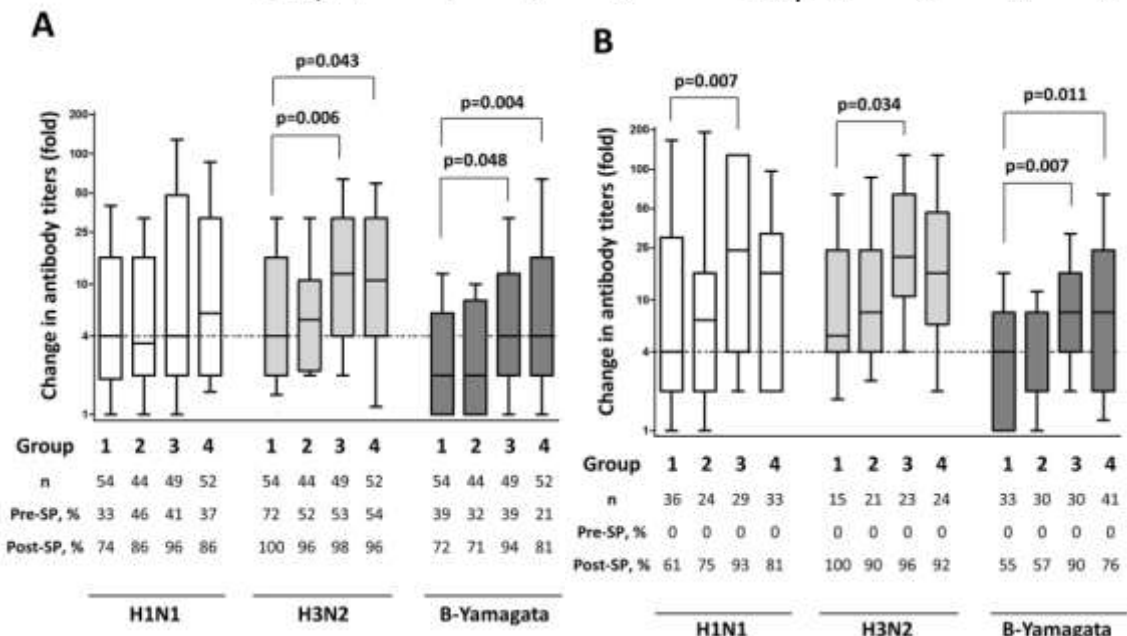 A
p=0.043
p=0.006
p=0.004
p=0.048
Change in antibody titers (fold)
200
100
50
25
10
4
1
Group 1 2 3 4 1 2 3 4 1 2 3 4
n 54 44 49 52 54 44 49 52 54 44 49 52
Pre-SP, % 33 46 41 37 72 52 53 54 39 32 39 21
Post-SP, % 74 86 96 86 100 96 98 96 72 71 94 81
H1N1 H3N2 B-Yamagata
B
p=0.007
p=0.034
p=0.011
p=0.007
Change in antibody titers (fold)
200
100
50
25
10
4
1
Group 1 2 3 4 1 2 3 4 1 2 3 4
n 36 24 29 33 15 21 23 24 33 30 30 41
Pre-SP, % 0 0 0 0 0 0 0 0 0 0 0 0
Post-SP, % 61 75 93 81 100 90 96 92 55 57 90 76
H1N1 H3N2 B-Yamagata